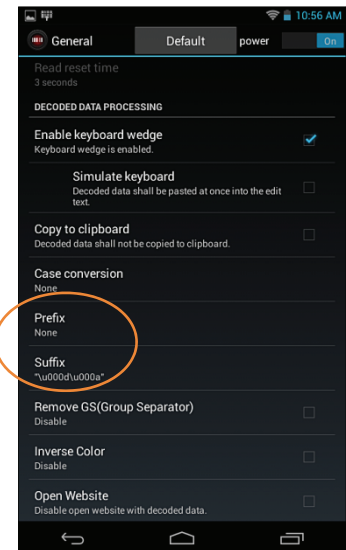 10:56 AM
General Default power On
Read reset time
3 seconds
DECODED DATA PROCESSING
Enable keyboard wedge
Keyboard wedge is enabled.
Simulate keyboard
Decoded data shall be pasted at once into the edit
text.
Copy to clipboard
Decoded data shall not be copied to clipboard.
Case conversion
None
Prefix
None
Suffix
"\u000d\u000a"
Remove GS(Group Separator)
Disable
Inverse Color
Disable
Open Website
Disable open website with decoded data.